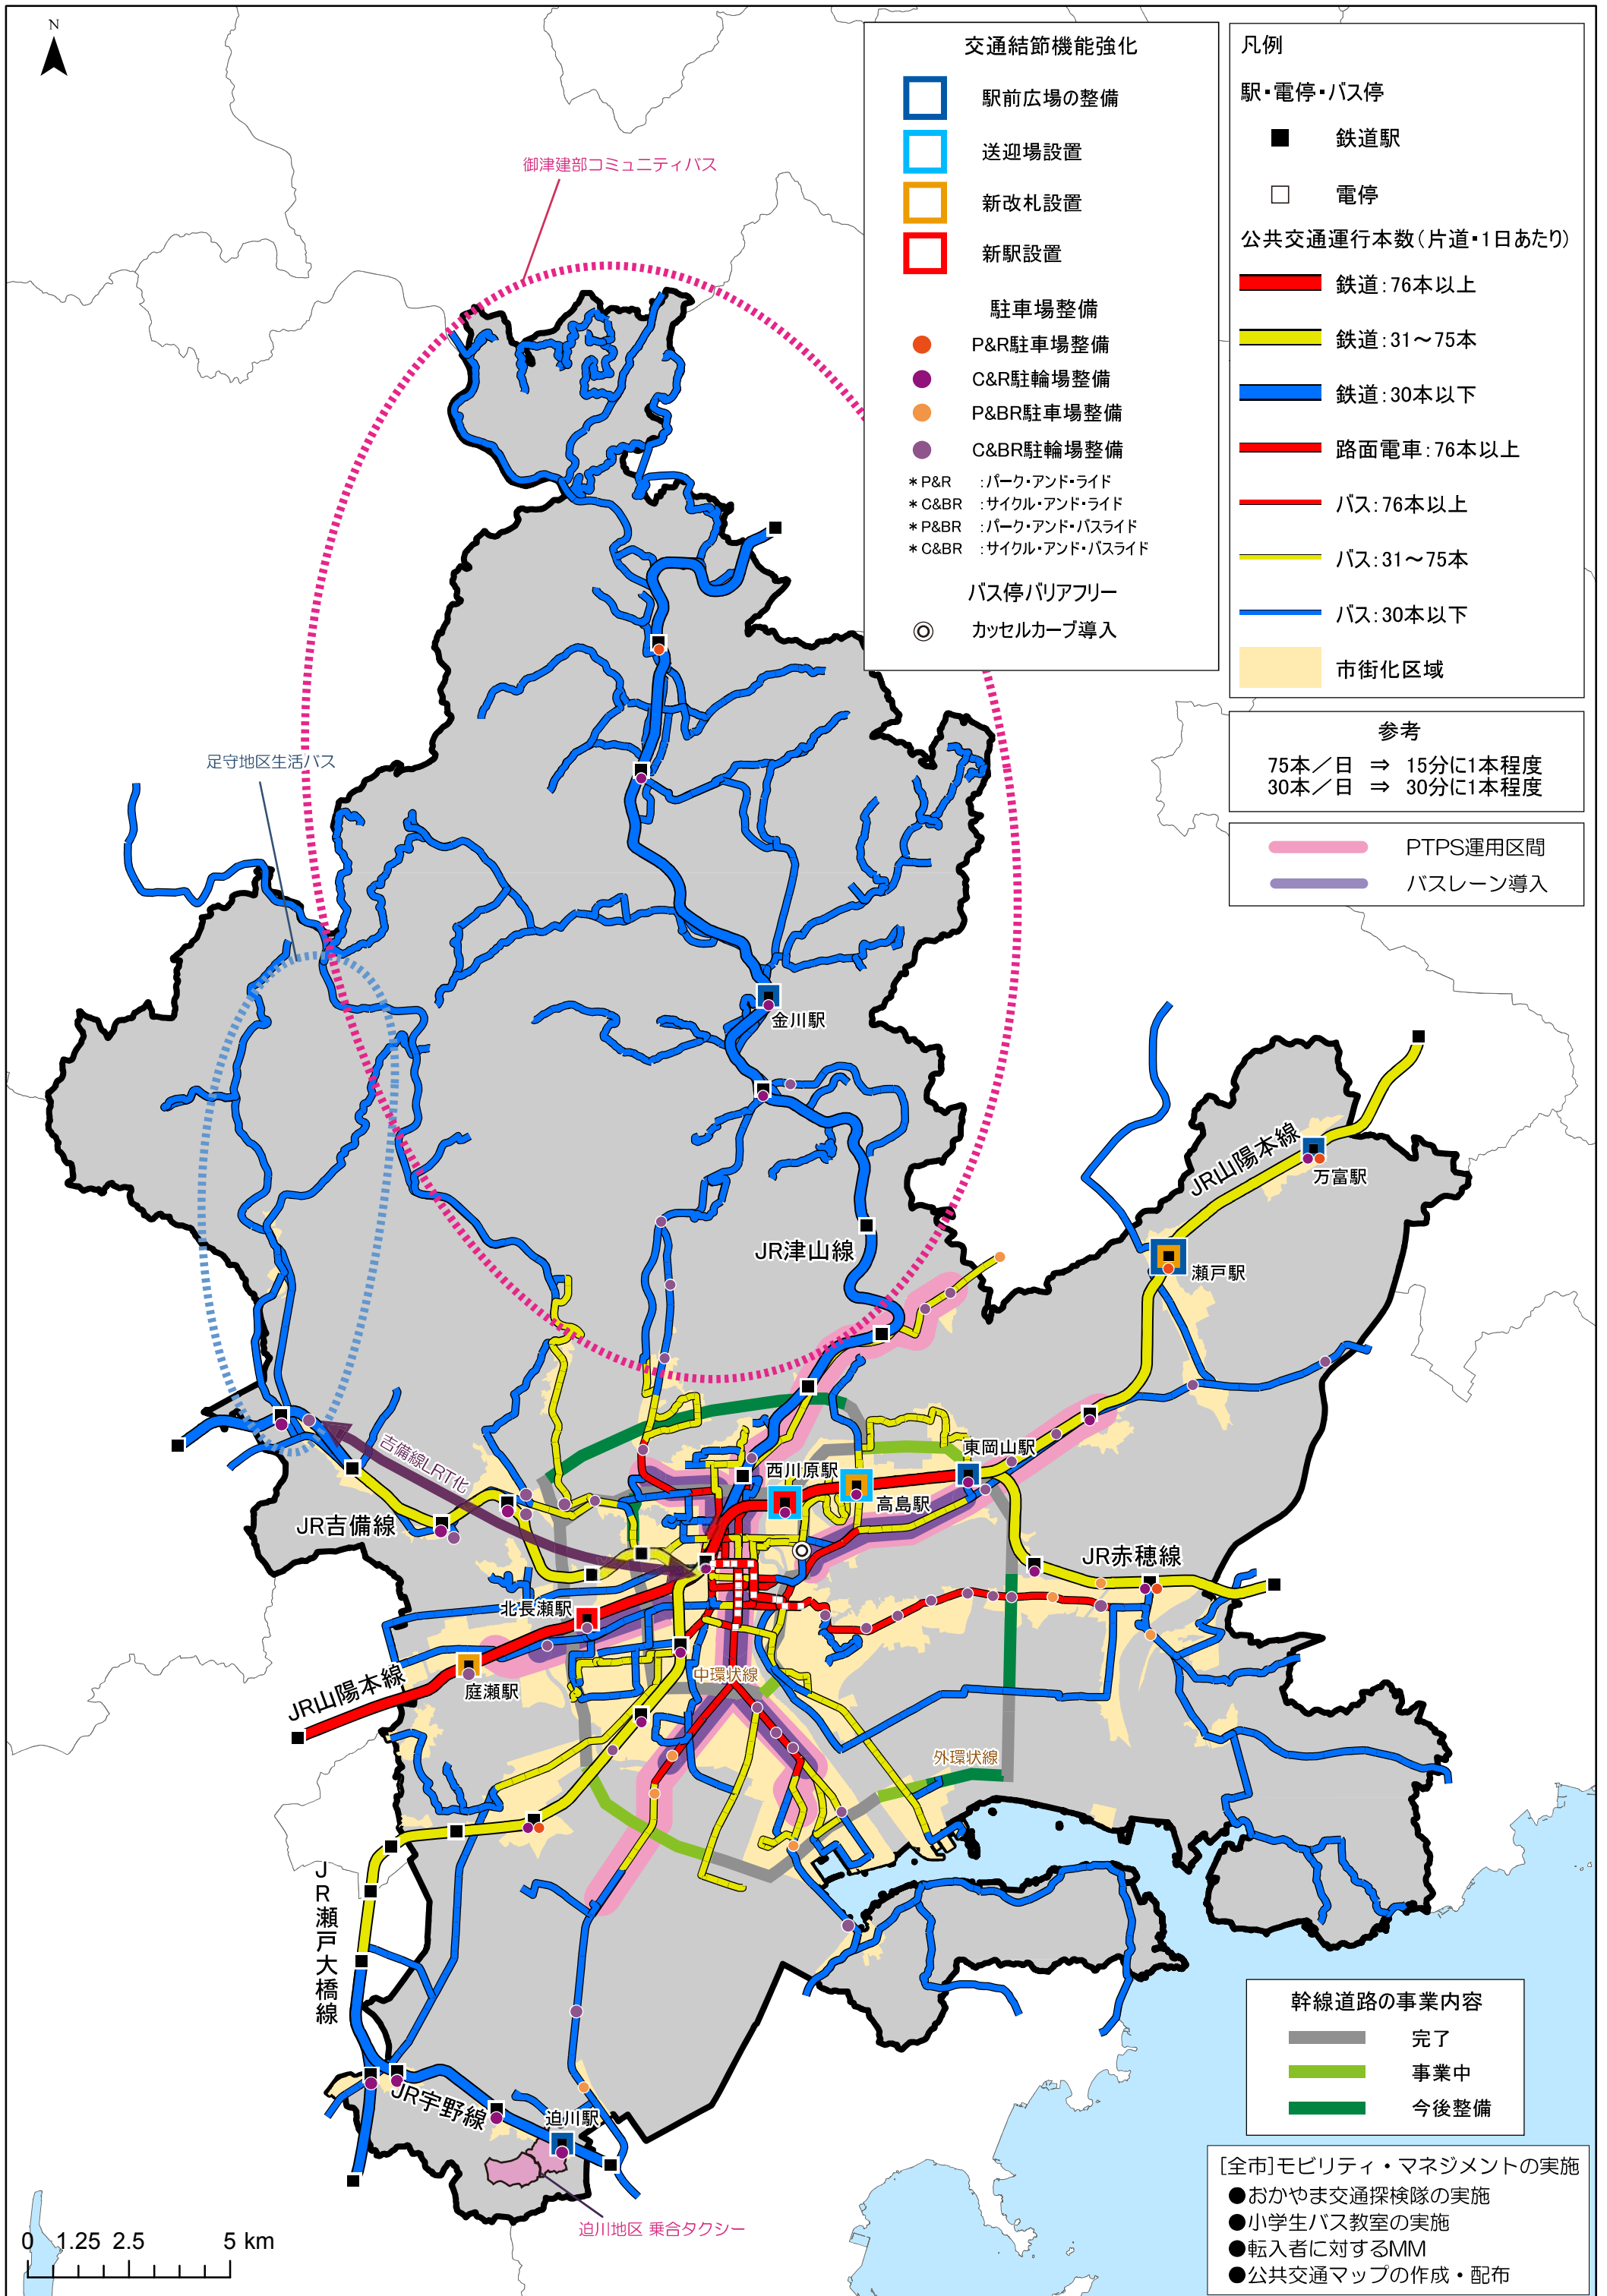 N
交通結節機能強化
駅前広場の整備
送迎場設置
新改札設置
新駅設置
駐車場整備
P&R駐車場整備
C&R駐輪場整備
P&BR駐車場整備
C&BR駐輪場整備
＊P&R ：パーク・アンド・ライド
＊C&BR ：サイクル・アンド・ライド
＊P&BR ：パーク・アンド・バスライド
＊C&BR ：サイクル・アンド・バスライド
バス停バリアフリー
カッセルカーブ導入
凡例
駅・電停・バス停
鉄道駅
電停
公共交通運行本数（片道・1日あたり）
鉄道：76本以上
鉄道：31～75本
鉄道：30本以下
路面電車：76本以上
バス：76本以上
バス：31～75本
バス：30本以下
市街化区域
参考
75本／日 ⇒ 15分に1本程度
30本／日 ⇒ 30分に1本程度
PTPS運用区間
バスレーン導入
御津建部コミュニティバス
足守地区生活バス
金川駅
JR山陽本線
万富駅
瀬戸駅
JR津山線
吉備線LRT化
西川原駅
東岡山駅
高島駅
JR吉備線
JR赤穂線
北長瀬駅
JR山陽本線
庭瀬駅
中環状線
外環状線
JR瀬戸大橋線
JR宇野線
迫川駅
迫川地区 乗合タクシー
幹線道路の事業内容
完了
事業中
今後整備
[全市]モビリティ・マネジメントの実施
●おかやま交通探検隊の実施
●小学生バス教室の実施
●転入者に対するMM
●公共交通マップの作成・配布
0 1.25 2.5 5 km